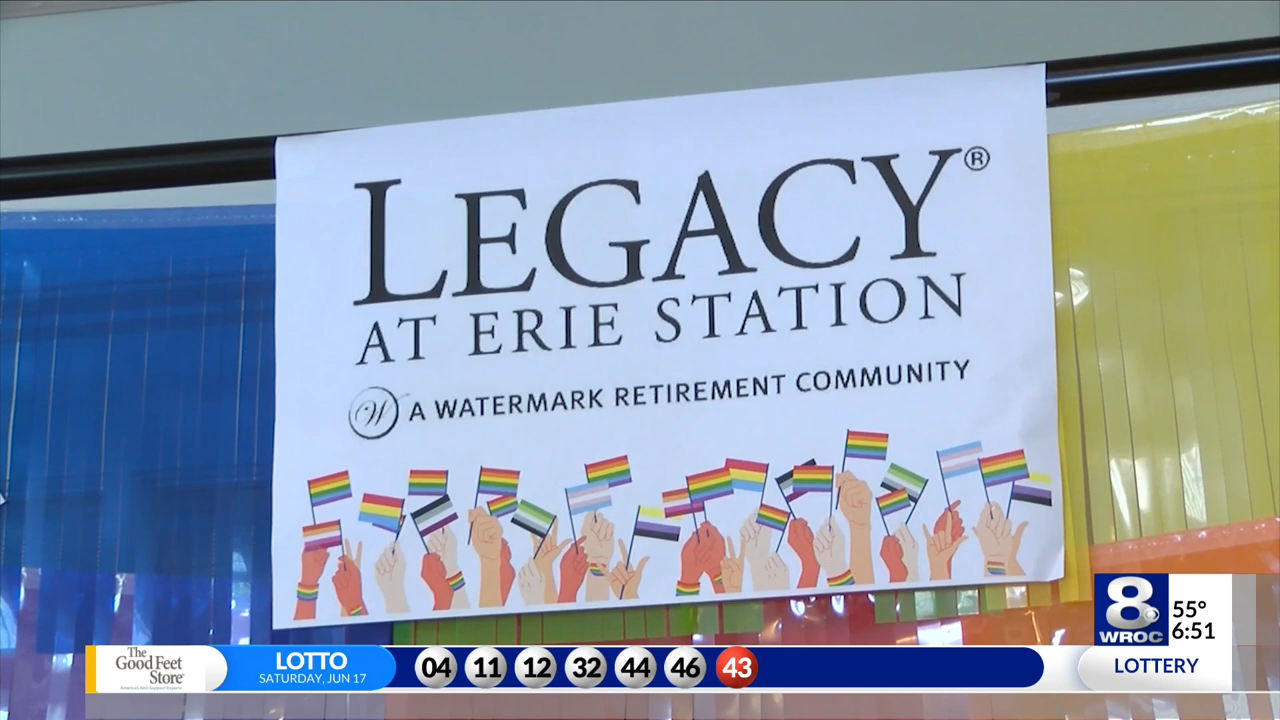 LEGACY®
AT ERIE STATION
W A WATERMARK RETIREMENT COMMUNITY
8
WROC
55°
6:51
The
Good Feet
Store
LOTTO
SATURDAY, JUN 17
04 11 12 32 44 46 43
LOTTERY